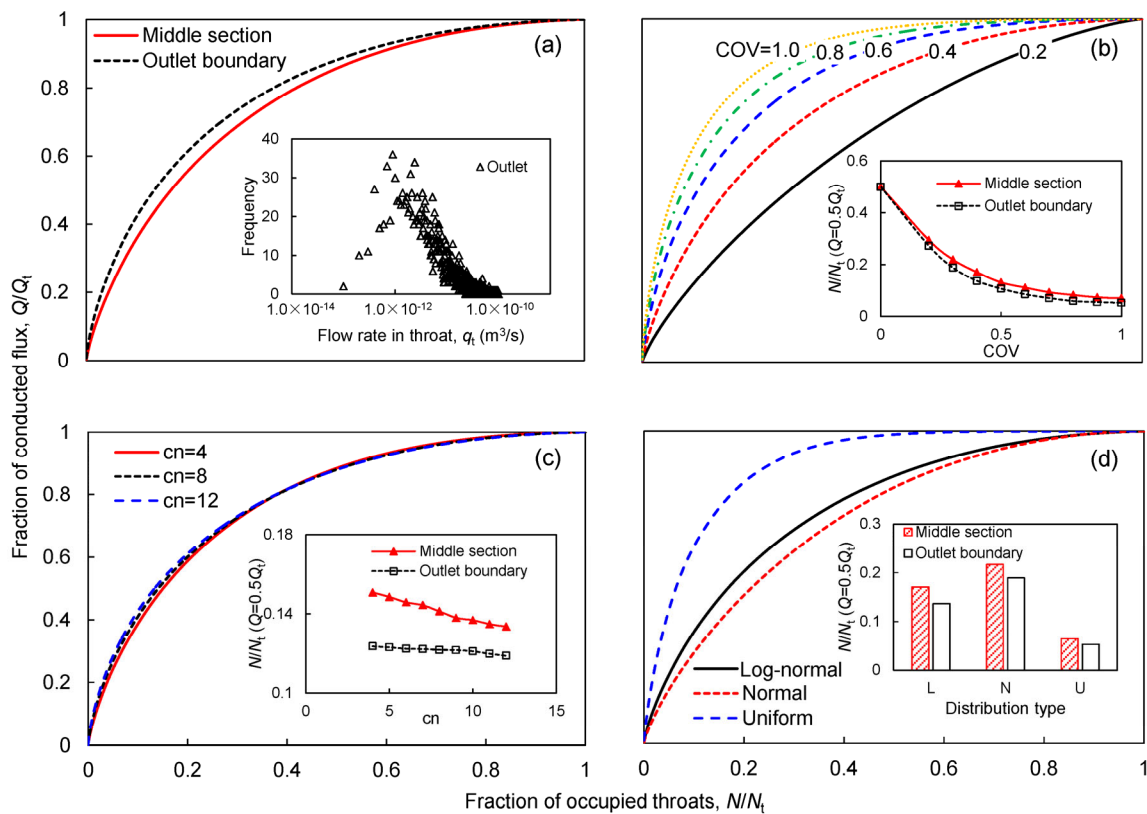 Fraction of conducted flux, Q/Qt
1
0.8
0.6
0.4
0.2
0
Middle section
Outlet boundary
(a)
Frequency
40
30
20
10
0
Outlet
1.0×10-14
1.0×10-12
1.0×10-10
Flow rate in throat, qt (m3/s)
COV=1.0
0.8
0.6
0.4
0.2
(b)
N/Nt (Q=0.5Qt)
0.6
0.4
0.2
0
Middle section
Outlet boundary
0
0.5
1
COV
1
0.8
0.6
0.4
0.2
0
cn=4
cn=8
cn=12
(c)
N/Nt (Q=0.5Qt)
0.18
0.14
0.1
Middle section
Outlet boundary
0
5
10
15
cn
0
0.2
0.4
0.6
0.8
1
(d)
N/Nt (Q=0.5Qt)
0.3
0.2
0.1
0
Middle section
Outlet boundary
L
N
U
Distribution type
Log-normal
Normal
Uniform
0
0.2
0.4
0.6
0.8
1
Fraction of occupied throats, N/Nt